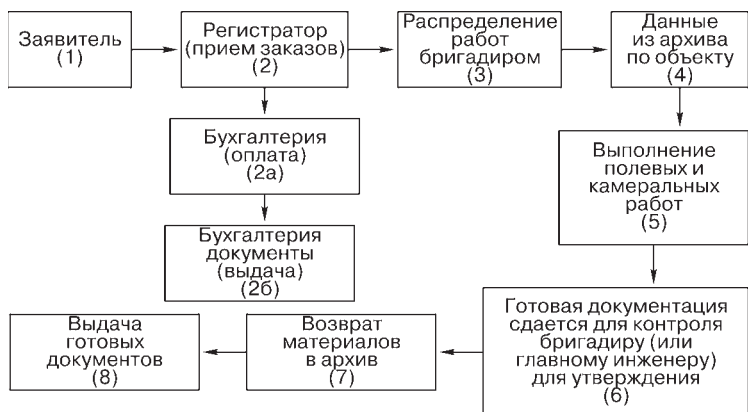 Заявитель
(1)
Регистратор
(прием заказов)
(2)
Распределение
работ
бригадиром
(3)
Данные
из архива
по объекту
(4)
Бухгалтерия
(оплата)
(2а)
Бухгалтерия
документы
(выдача)
(2б)
Выполнение
полевых и
камеральных
работ
(5)
Готовая документация
сдается для контроля
бригадиру (или
главному инженеру)
для утверждения
(6)
Возврат
материалов
в архив
(7)
Выдача
готовых
документов
(8)